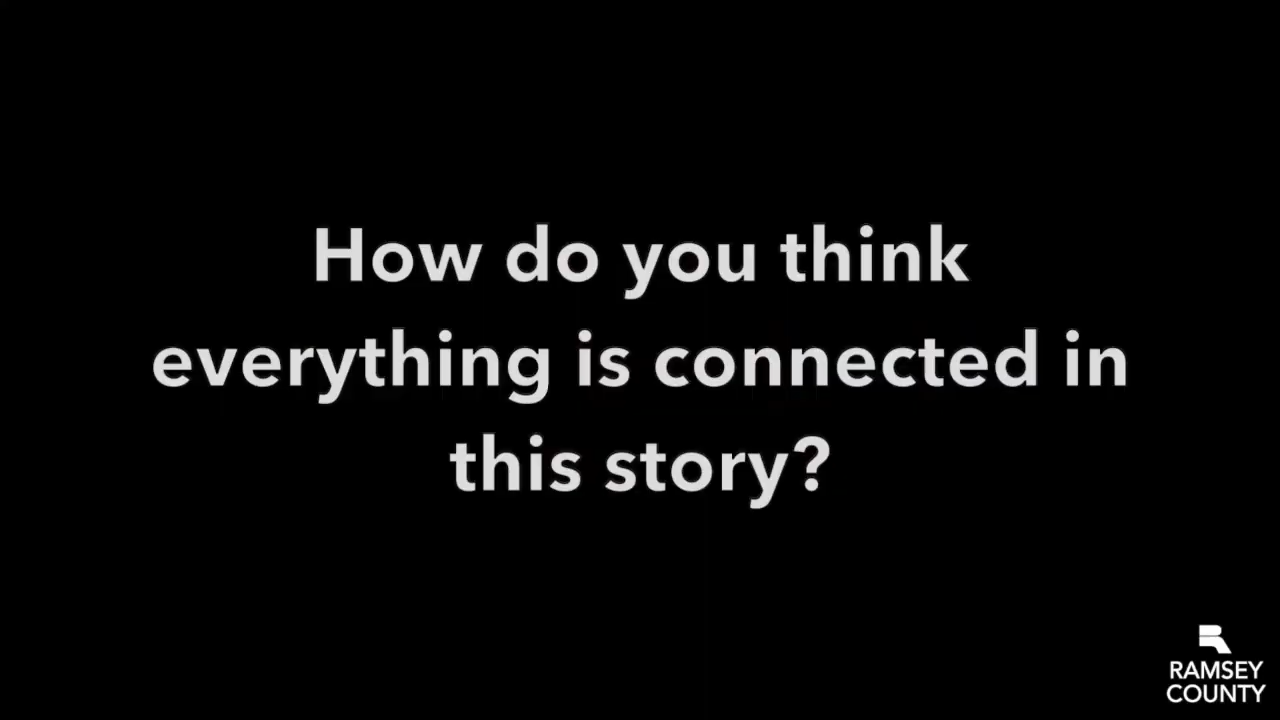 How do you think
everything is connected in
this story?
RAMSEY
COUNTY